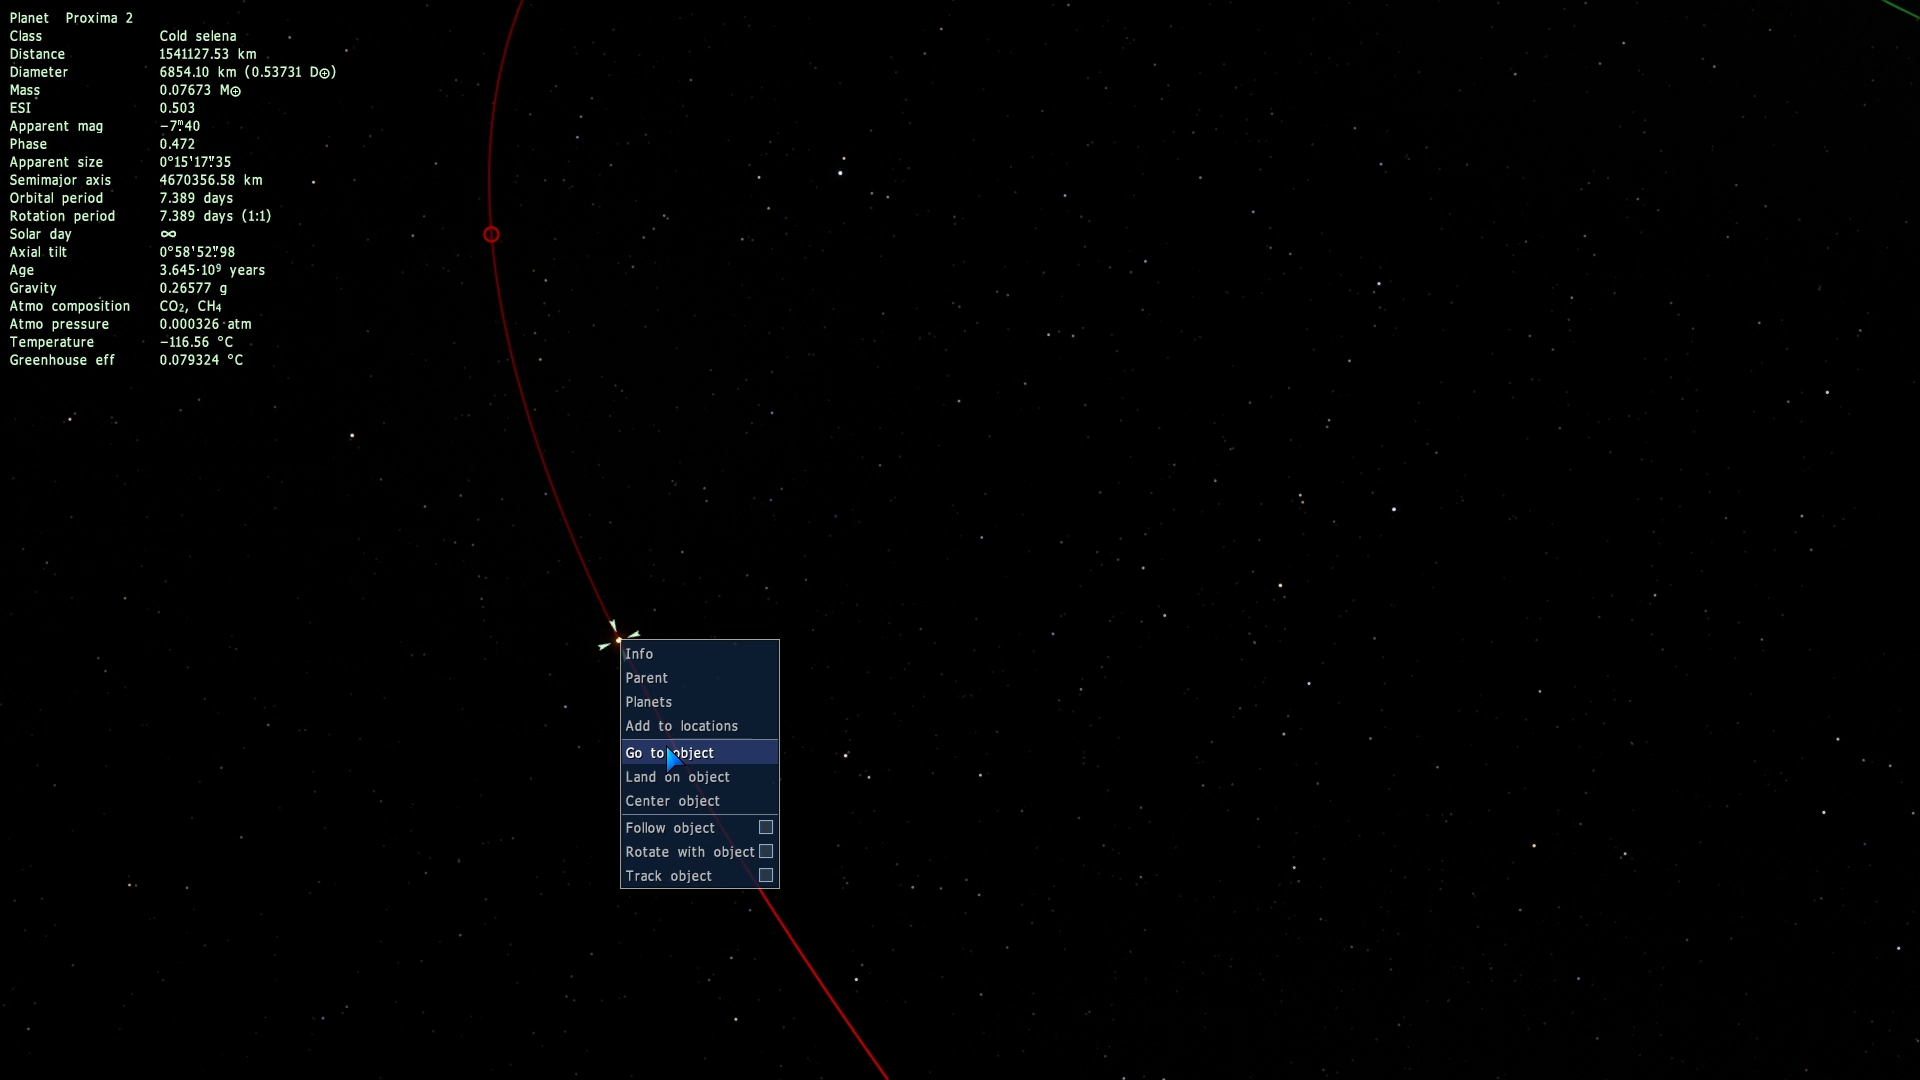 Planet Proxima 2
Class Cold selena
Distance 1541127.53 km
Diameter 6854.10 km (0.53731 D⊕)
Mass 0.07673 M⊕
ESI 0.503
Apparent mag −7ᵐ.40
Phase 0.472
Apparent size 0°15'17".35
Semimajor axis 4670356.58 km
Orbital period 7.389 days
Rotation period 7.389 days (1:1)
Solar day ∞
Axial tilt 0°58'52".98
Age 3.645·10⁹ years
Gravity 0.26577 g
Atmo composition CO₂, CH₄
Atmo pressure 0.000326 atm
Temperature −116.56 °C
Greenhouse eff 0.079324 °C
Info
Parent
Planets
Add to locations
Go to object
Land on object
Center object
Follow object
Rotate with object
Track object